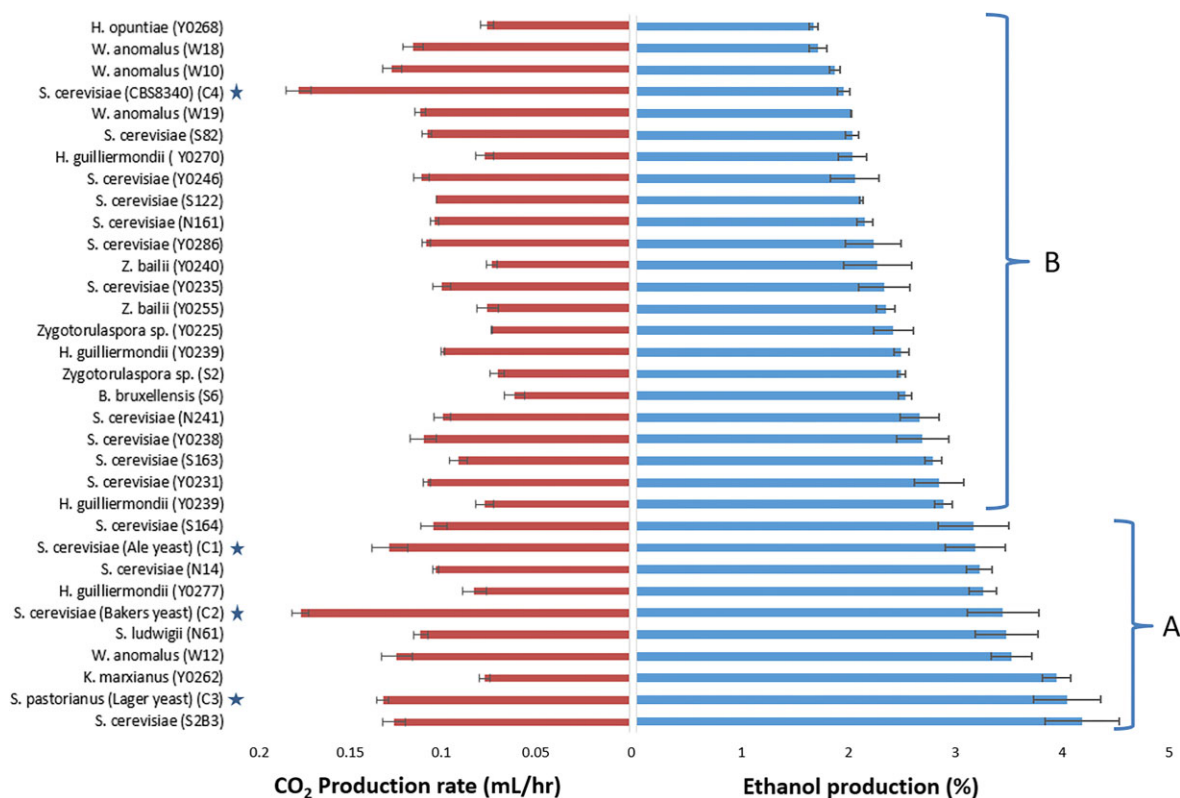 H. opuntiae (Y0268)
W. anomalus (W18)
W. anomalus (W10)
S. cerevisiae (CBS8340) (C4)
W. anomalus (W19)
S. cerevisiae (S82)
H. guilliermondii ( Y0270)
S. cerevisiae (Y0246)
S. cerevisiae (S122)
S. cerevisiae (N161)
S. cerevisiae (Y0286)
Z. bailii (Y0240)
S. cerevisiae (Y0235)
Z. bailii (Y0255)
Zygotorulaspora sp. (Y0225)
H. guilliermondii (Y0239)
Zygotorulaspora sp. (S2)
B. bruxellensis (S6)
S. cerevisiae (N241)
S. cerevisiae (Y0238)
S. cerevisiae (S163)
S. cerevisiae (Y0231)
H. guilliermondii (Y0239)
S. cerevisiae (S164)
S. cerevisiae (Ale yeast) (C1)
S. cerevisiae (N14)
H. guilliermondii (Y0277)
S. cerevisiae (Bakers yeast) (C2)
S. ludwigii (N61)
W. anomalus (W12)
K. marxianus (Y0262)
S. pastorianus (Lager yeast) (C3)
S. cerevisiae (S2B3)
B
A
0.2 0.15 0.1 0.05 0 1 2 3 4 5
CO₂ Production rate (mL/hr) Ethanol production (%)